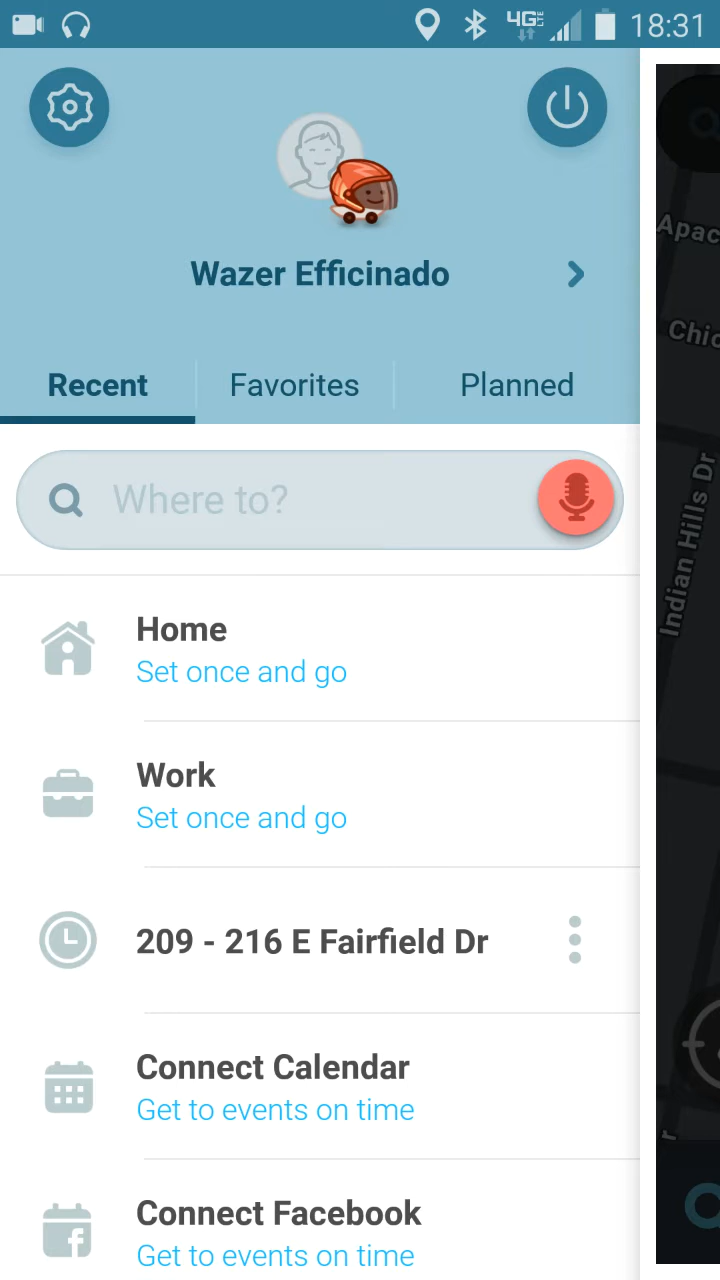 4G LTE 18:31
Wazer Efficinado
Recent Favorites Planned
Where to?
Home
Set once and go
Work
Set once and go
209 - 216 E Fairfield Dr
Connect Calendar
Get to events on time
Connect Facebook
Get to events on time
Apac
Chic
Indian Hills Dr
r